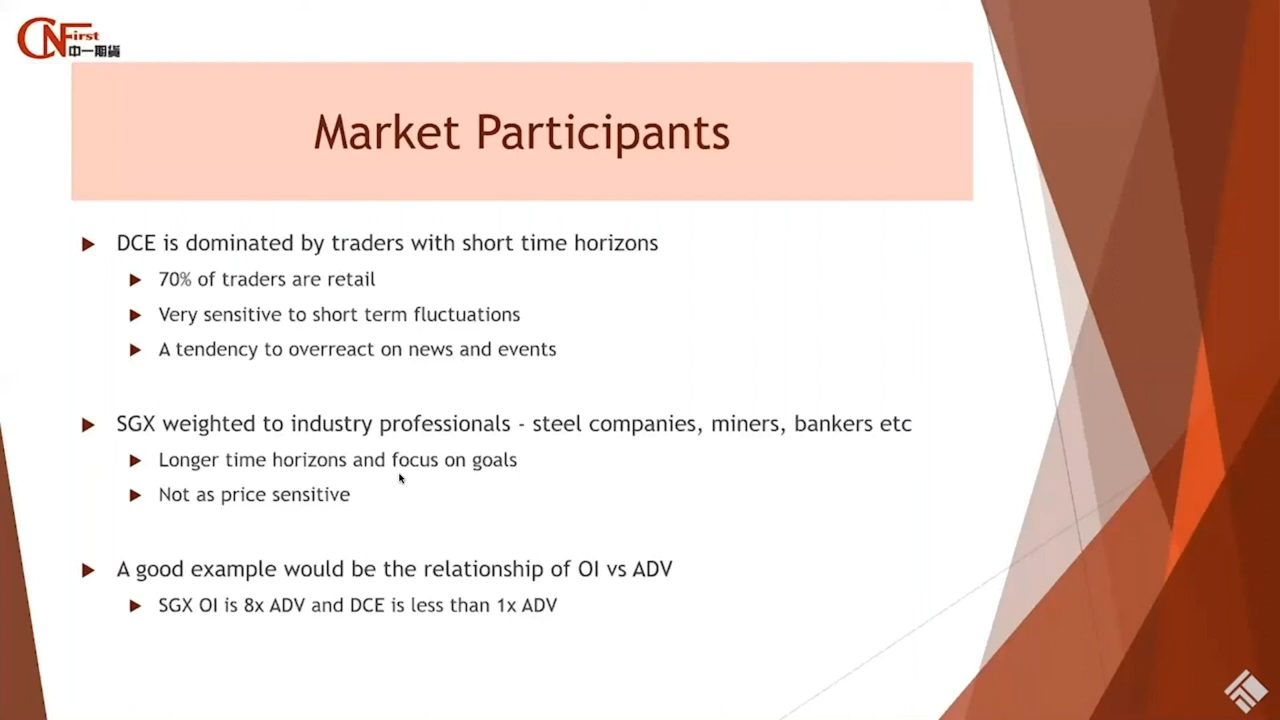 CNFirst
中一期貨
Market Participants
DCE is dominated by traders with short time horizons
70% of traders are retail
Very sensitive to short term fluctuations
A tendency to overreact on news and events
SGX weighted to industry professionals - steel companies, miners, bankers etc
Longer time horizons and focus on goals
Not as price sensitive
A good example would be the relationship of OI vs ADV
SGX OI is 8x ADV and DCE is less than 1x ADV